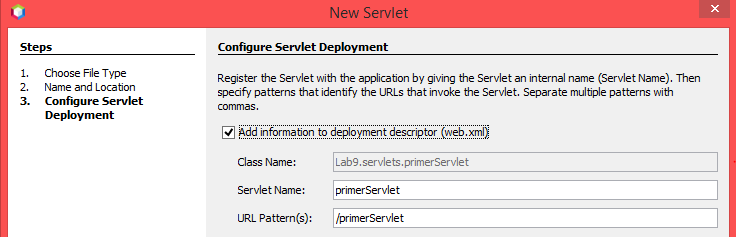 New Servlet
Steps
1. Choose File Type
2. Name and Location
3. Configure Servlet
Deployment
Configure Servlet Deployment
Register the Servlet with the application by giving the Servlet an internal name (Servlet Name). Then
specify patterns that identify the URLs that invoke the Servlet. Separate multiple patterns with
commas.
Add information to deployment descriptor (web.xml)
Class Name: Lab9.servlets.primerServlet
Servlet Name: primerServlet
URL Pattern(s): /primerServlet